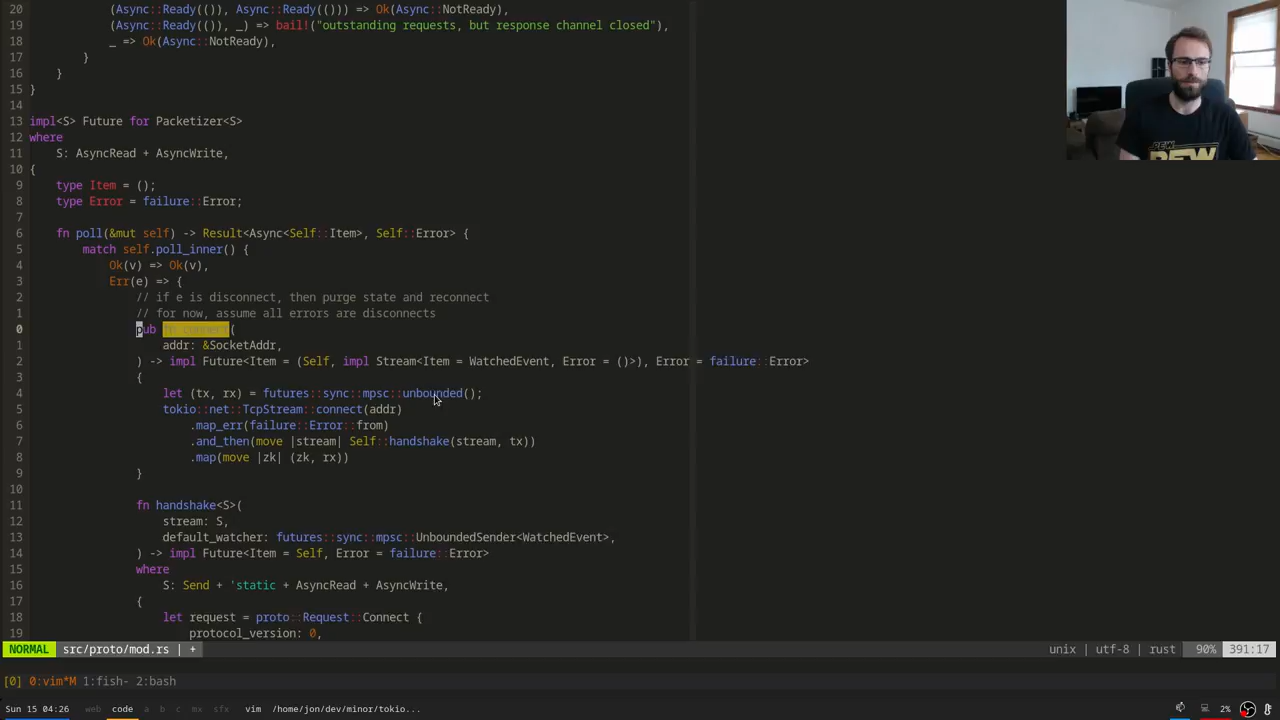 20             (Async::Ready(()), Async::Ready(())) => Ok(Async::NotReady),
19             (Async::Ready(()), _) => bail!("outstanding requests, but response channel closed"),
18             _ => Ok(Async::NotReady),
17         }
16     }
15 }
14
13 impl<S> Future for Packetizer<S>
12 where
11     S: AsyncRead + AsyncWrite,
10 {
9     type Item = ();
8     type Error = failure::Error;
7
6     fn poll(&mut self) -> Result<Async<Self::Item>, Self::Error> {
5         match self.poll_inner() {
4             Ok(v) => Ok(v),
3             Err(e) => {
2                 // if e is disconnect, then purge state and reconnect
1                 // for now, assume all errors are disconnects
0                 pub fn connect(
1                     addr: &SocketAddr,
2                 ) -> impl Future<Item = (Self, impl Stream<Item = WatchedEvent, Error = ()>), Error = failure::Error>
3                 {
4                     let (tx, rx) = futures::sync::mpsc::unbounded();
5                     tokio::net::TcpStream::connect(addr)
6                         .map_err(failure::Error::from)
7                         .and_then(move |stream| Self::handshake(stream, tx))
8                         .map(move |zk| (zk, rx))
9                 }
10
11                 fn handshake<S>(
12                     stream: S,
13                     default_watcher: futures::sync::mpsc::UnboundedSender<WatchedEvent>,
14                 ) -> impl Future<Item = Self, Error = failure::Error>
15                 where
16                     S: Send + 'static + AsyncRead + AsyncWrite,
17                 {
18                     let request = proto::Request::Connect {
19                         protocol_version: 0,
NORMAL src/proto/mod.rs | + unix | utf-8 | rust 90% 391:17
[0] 0:vim*M 1:fish- 2:bash
Sun 15 04:26 web code a b c mx sfx vim /home/jon/dev/minor/tokio... 2%
PEW
PEW